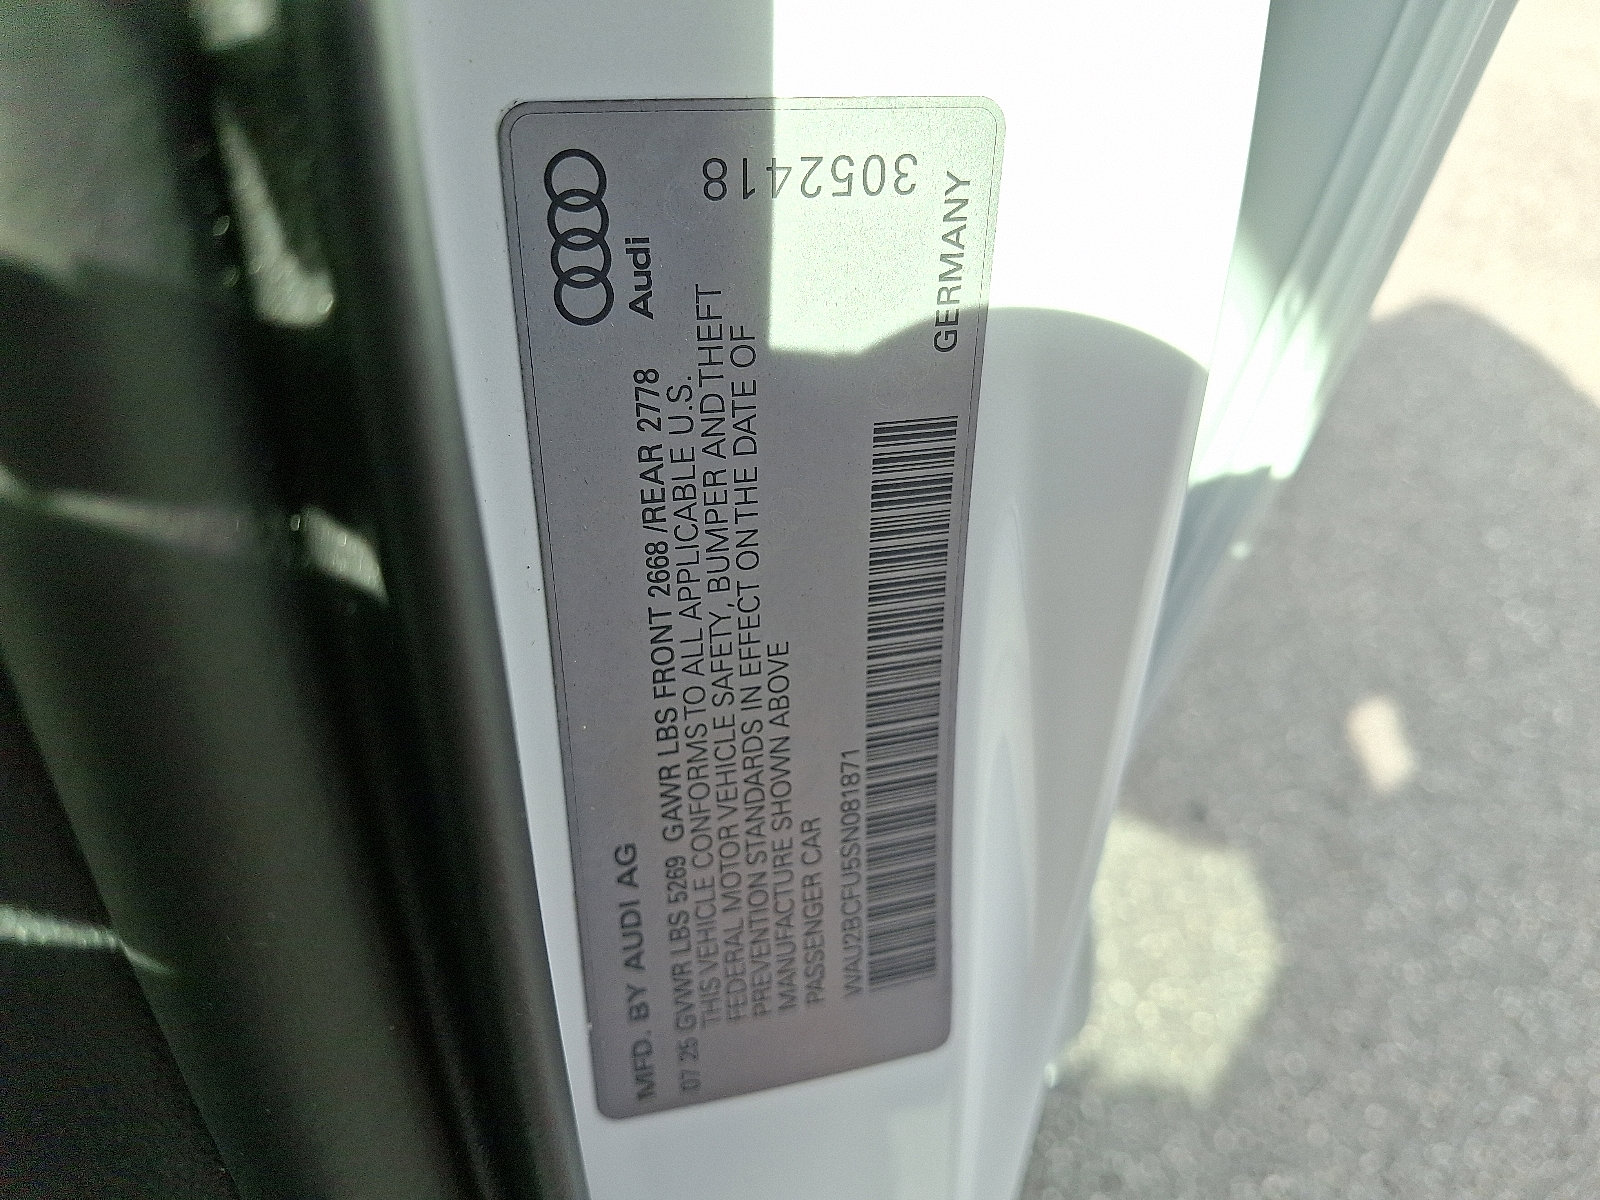 MFD. BY AUDI AG
Audi
07 25 GVWR LBS 5269 GAWR LBS FRONT 2668 /REAR 2778
THIS VEHICLE CONFORMS TO ALL APPLICABLE U.S.
FEDERAL MOTOR VEHICLE SAFETY, BUMPER AND THEFT
PREVENTION STANDARDS IN EFFECT ON THE DATE OF
MANUFACTURE SHOWN ABOVE
PASSENGER CAR
WAU2BCFU5SN081871
GERMANY
3052418